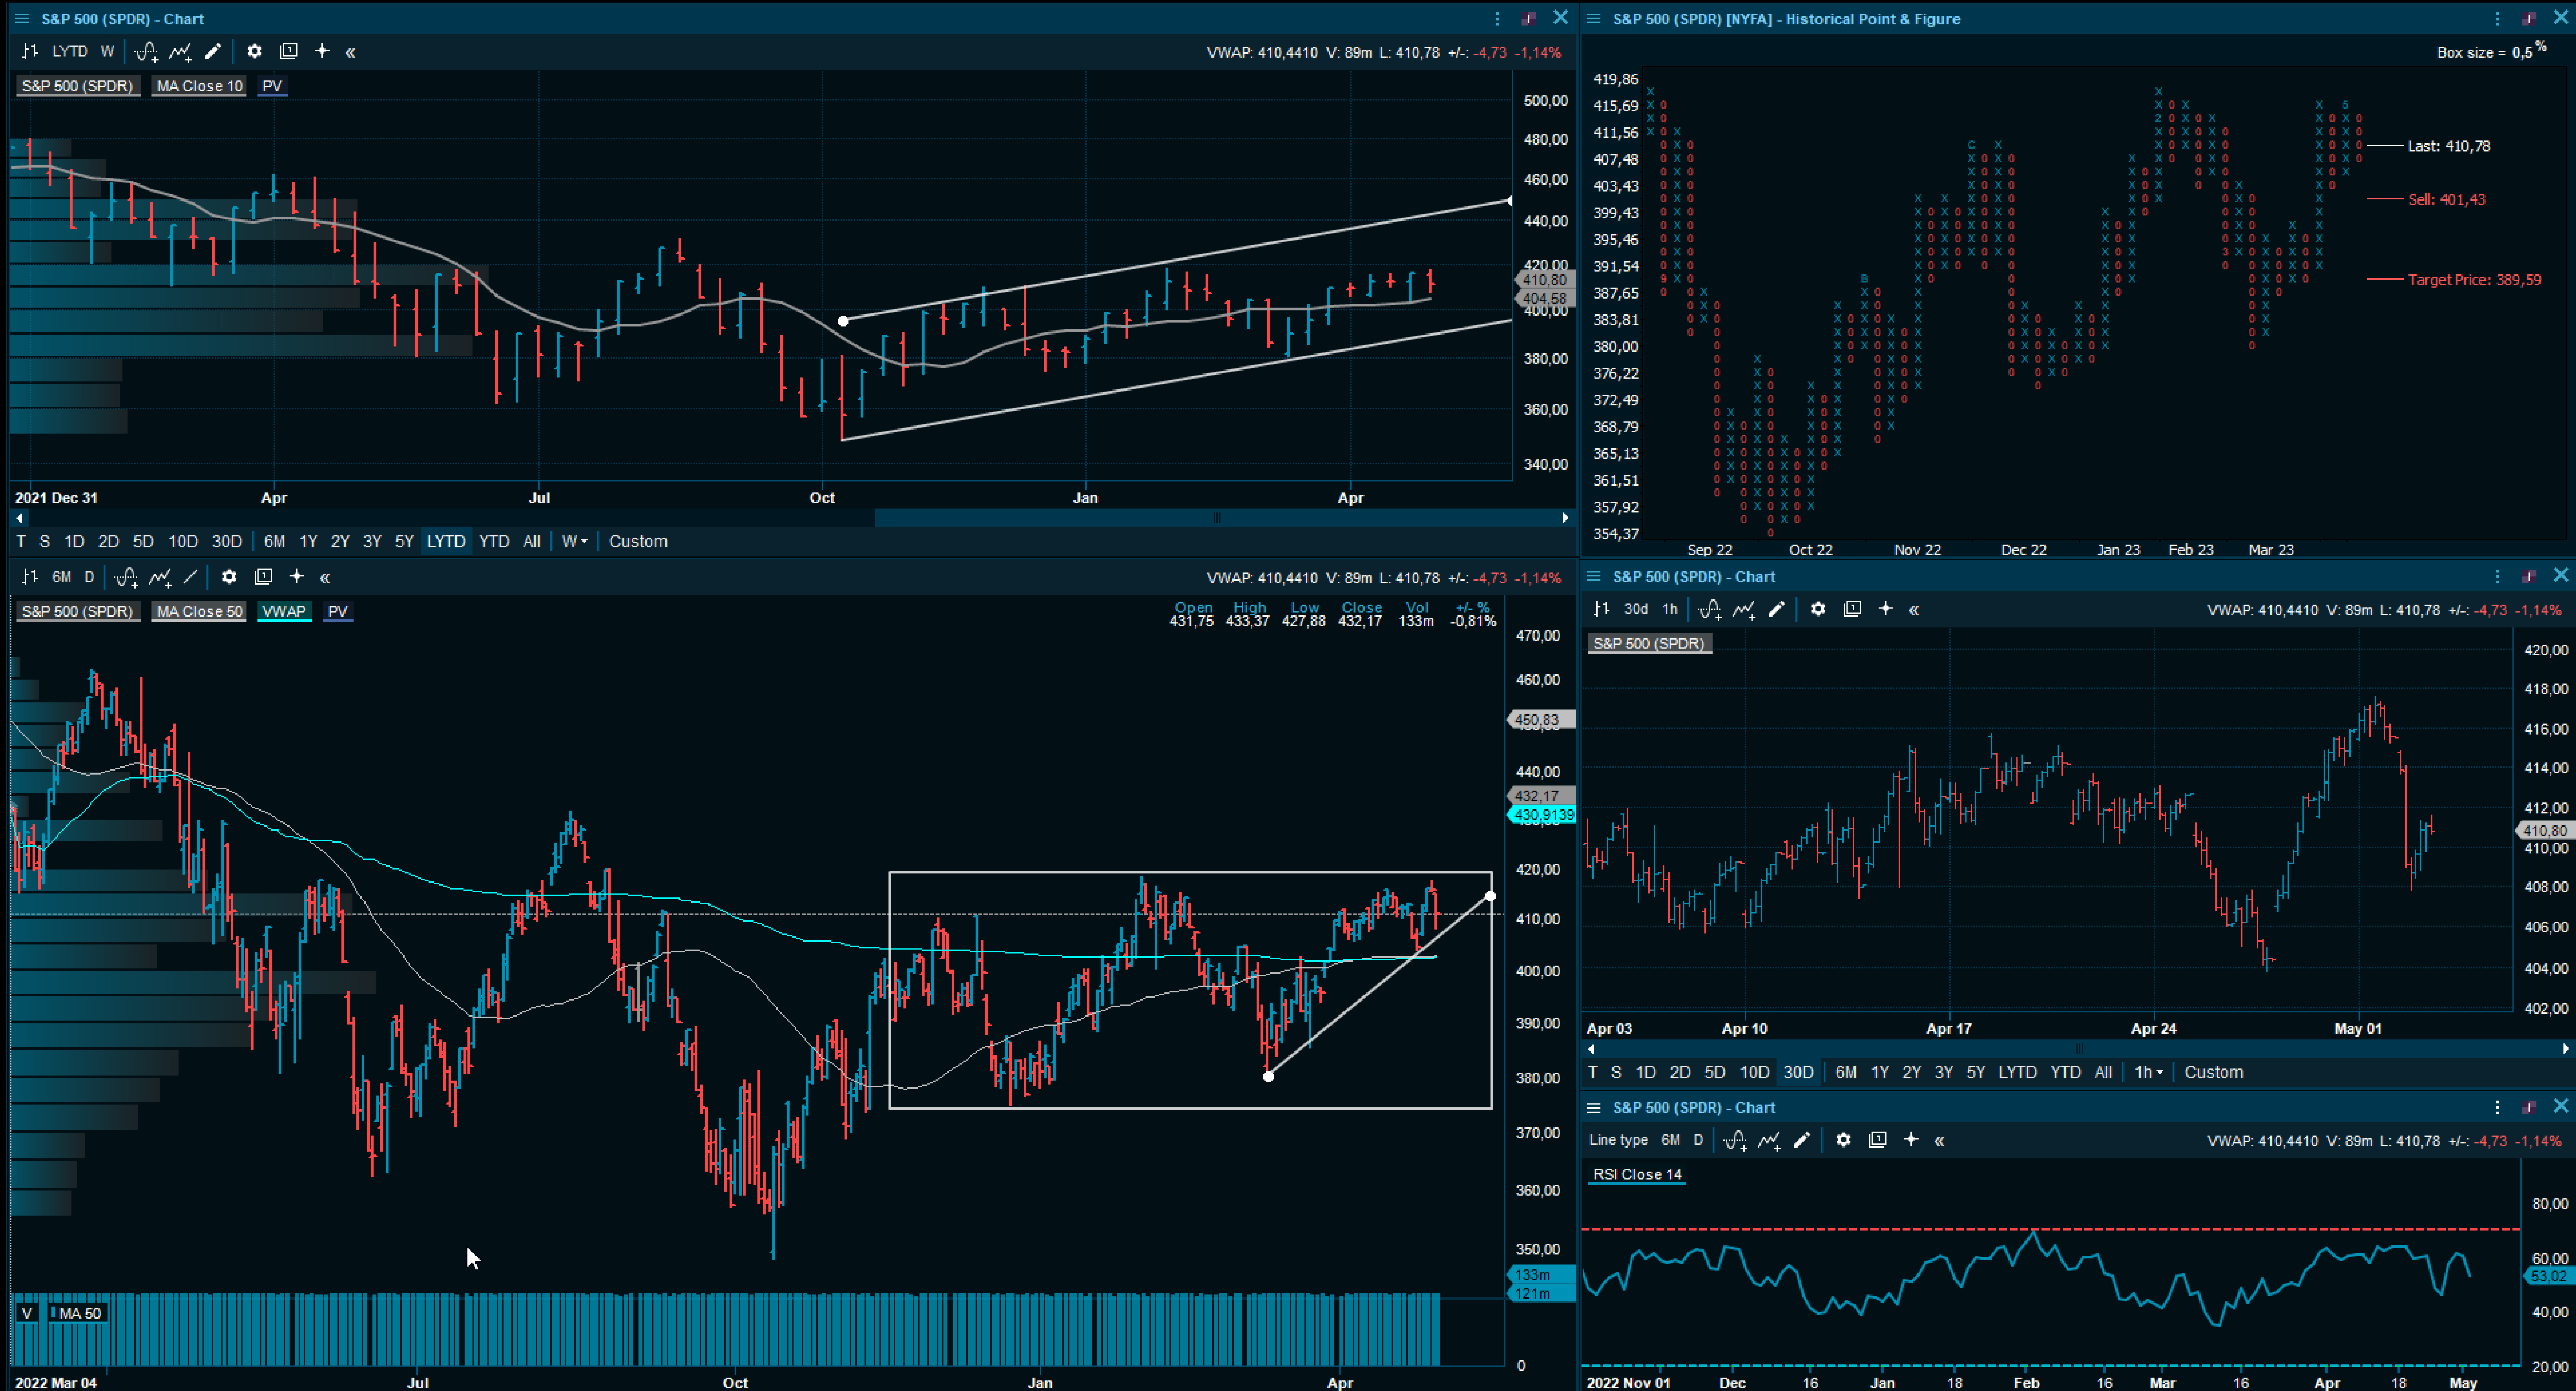 S&P 500 (SPDR) - Chart
LYTD W
VWAP: 410,4410 V: 89m L: 410,78 +/-: -4,73 -1,14%
S&P 500 (SPDR) MA Close 10 PV
500,00
480,00
460,00
440,00
420,00
410,80
404,58
400,00
380,00
360,00
340,00
2021 Dec 31 Apr Jul Oct Jan Apr
T S 1D 2D 5D 10D 30D 6M 1Y 2Y 3Y 5Y LYTD YTD All W Custom
6M D
VWAP: 410,4410 V: 89m L: 410,78 +/-: -4,73 -1,14%
S&P 500 (SPDR) MA Close 50 VWAP PV
Open High Low Close Vol +/- %
431,75 433,37 427,88 432,17 133m -0,81%
470,00
460,00
450,83
440,00
432,17
430,9139
420,00
410,00
400,00
390,00
380,00
370,00
360,00
350,00
133m
121m
V MA 50
0
2022 Mar 04 Jul Oct Jan Apr
S&P 500 (SPDR) [NYFA] - Historical Point & Figure
Box size = 0,5 %
419,86
415,69
411,56
407,48
403,43
399,43
395,46
391,54
387,65
383,81
380,00
376,22
372,49
368,79
365,13
361,51
357,92
354,37
Last: 410,78
Sell: 401,43
Target Price: 389,59
Sep 22 Oct 22 Nov 22 Dec 22 Jan 23 Feb 23 Mar 23
S&P 500 (SPDR) - Chart
30d 1h
VWAP: 410,4410 V: 89m L: 410,78 +/-: -4,73 -1,14%
S&P 500 (SPDR)
420,00
418,00
416,00
414,00
412,00
410,80
410,00
408,00
406,00
404,00
402,00
Apr 03 Apr 10 Apr 17 Apr 24 May 01
T S 1D 2D 5D 10D 30D 6M 1Y 2Y 3Y 5Y LYTD YTD All 1h Custom
S&P 500 (SPDR) - Chart
Line type 6M D
VWAP: 410,4410 V: 89m L: 410,78 +/-: -4,73 -1,14%
RSI Close 14
80,00
60,00
53,02
40,00
20,00
2022 Nov 01 Dec 16 Jan 18 Feb 16 Mar 16 Apr 18 May